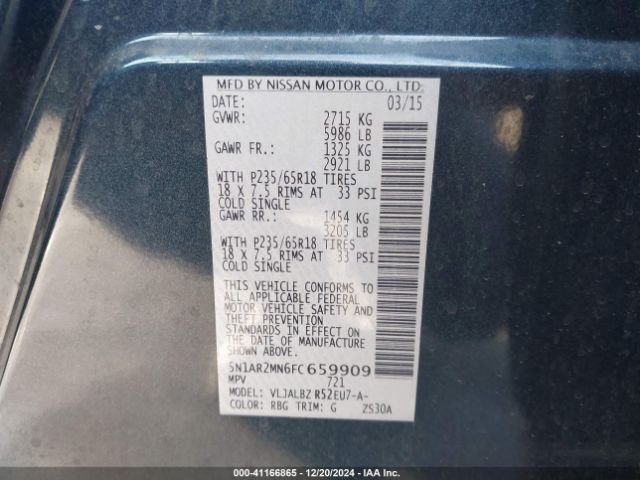 MFD BY NISSAN MOTOR CO., LTD.
DATE: 03/15
GVWR: 2715 KG
5986 LB
GAWR FR.: 1325 KG
2921 LB
WITH P235/65R18 TIRES
18 X 7.5 RIMS AT 33 PSI
COLD SINGLE
GAWR RR.: 1454 KG
3205 LB
WITH P235/65R18 TIRES
18 X 7.5 RIMS AT 33 PSI
COLD SINGLE
THIS VEHICLE CONFORMS TO
ALL APPLICABLE FEDERAL
MOTOR VEHICLE SAFETY AND
THEFT PREVENTION
STANDARDS IN EFFECT ON
THE DATE OF MANUFACTURE
SHOWN ABOVE.
5N1AR2MN6FC659909
MPV 721
MODEL: VLJALBZ R52EU7-A-
COLOR: RBG TRIM: G ZS30A
000-41166865 - 12/20/2024 - IAA Inc.